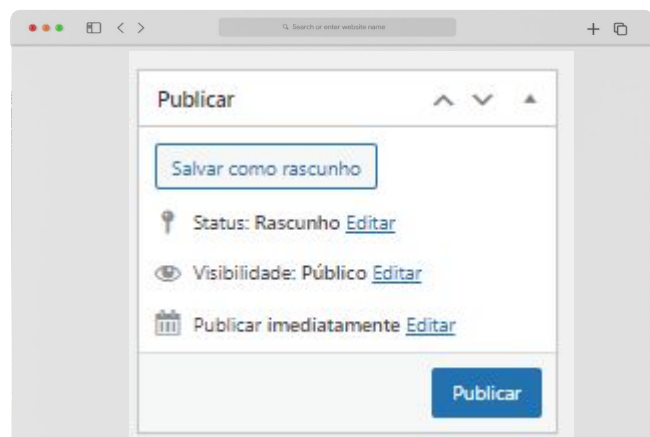 Search or enter website name
Publicar
Salvar como rascunho
Status: Rascunho Editar
Visibilidade: Público Editar
Publicar imediatamente Editar
Publicar